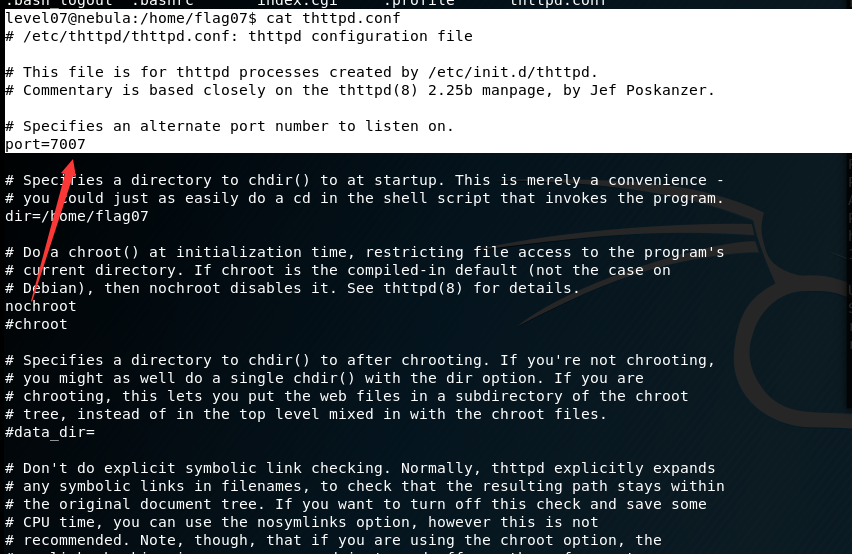 .bash_logout  .bashrc      index.cgi     .profile      thttpd.conf
level07@nebula:/home/flag07$ cat thttpd.conf
# /etc/thttpd/thttpd.conf: thttpd configuration file
# This file is for thttpd processes created by /etc/init.d/thttpd.
# Commentary is based closely on the thttpd(8) 2.25b manpage, by Jef Poskanzer.
# Specifies an alternate port number to listen on.
port=7007
# Specifies a directory to chdir() to at startup. This is merely a convenience -
# you could just as easily do a cd in the shell script that invokes the program.
dir=/home/flag07
# Do a chroot() at initialization time, restricting file access to the program's
# current directory. If chroot is the compiled-in default (not the case on
# Debian), then nochroot disables it. See thttpd(8) for details.
nochroot
#chroot
# Specifies a directory to chdir() to after chrooting. If you're not chrooting,
# you might as well do a single chdir() with the dir option. If you are
# chrooting, this lets you put the web files in a subdirectory of the chroot
# tree, instead of in the top level mixed in with the chroot files.
#data_dir=
# Don't do explicit symbolic link checking. Normally, thttpd explicitly expands
# any symbolic links in filenames, to check that the resulting path stays within
# the original document tree. If you want to turn off this check and save some
# CPU time, you can use the nosymlinks option, however this is not
# recommended. Note, though, that if you are using the chroot option, the